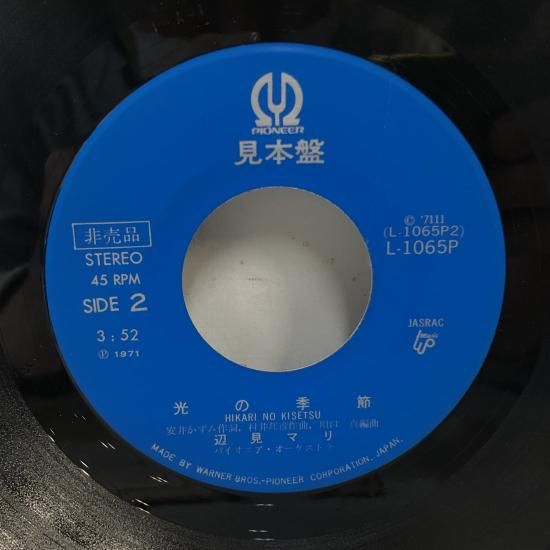 PIONEER
見本盤
非売品
STEREO
45 RPM
SIDE 2
3:52
℗ 1971
© '71.11
(L-1065P2)
L-1065P
JASRAC
光の季節
HIKARI NO KISETSU
安井かずみ作詞, 村井邦彦作曲, 川口 真編曲
辺見マリ
パイオニア・オーケストラ
MADE BY WARNER BROS.-PIONEER CORPORATION, JAPAN.